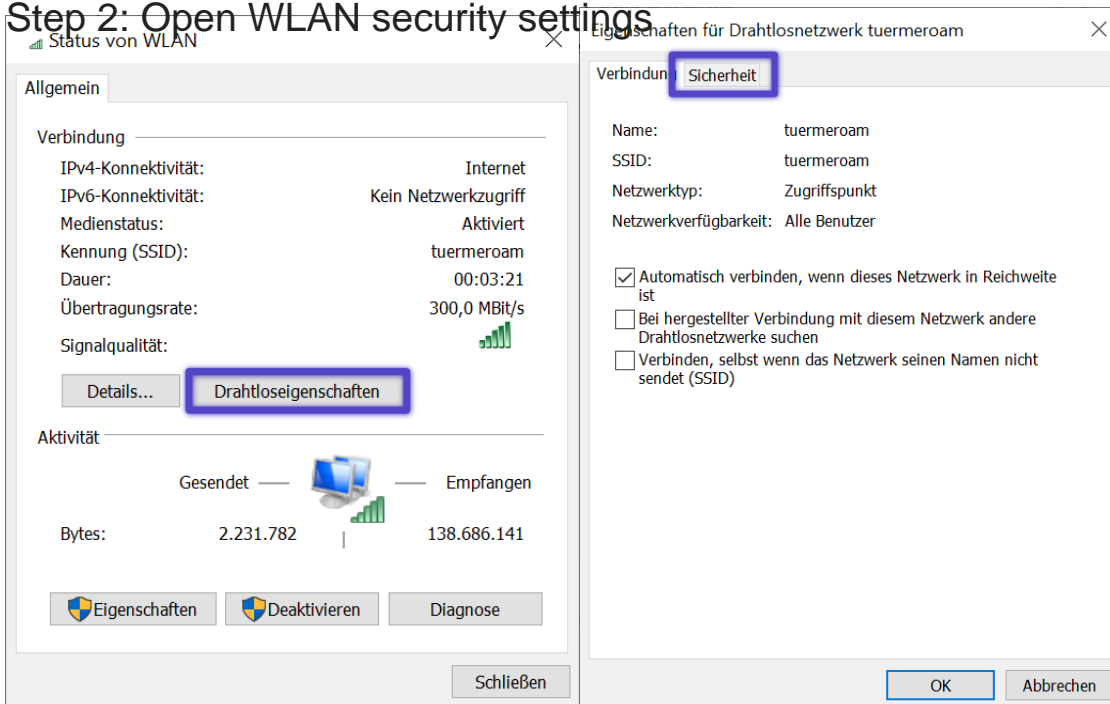 Step 2: Open WLAN security settings
Status von WLAN
Allgemein
Verbindung
IPv4-Konnektivität: Internet
IPv6-Konnektivität: Kein Netzwerkzugriff
Medienstatus: Aktiviert
Kennung (SSID): tuermeroam
Dauer: 00:03:21
Übertragungsrate: 300,0 MBit/s
Signalqualität:
Details... Drahtloseigenschaften
Aktivität
Gesendet Empfangen
Bytes: 2.231.782 138.686.141
Eigenschaften Deaktivieren Diagnose
Schließen
Eigenschaften für Drahtlosnetzwerk tuermeroam
Verbindung Sicherheit
Name: tuermeroam
SSID: tuermeroam
Netzwerktyp: Zugriffspunkt
Netzwerkverfügbarkeit: Alle Benutzer
Automatisch verbinden, wenn dieses Netzwerk in Reichweite
ist
Bei hergestellter Verbindung mit diesem Netzwerk andere
Drahtlosnetzwerke suchen
Verbinden, selbst wenn das Netzwerk seinen Namen nicht
sendet (SSID)
OK Abbrechen